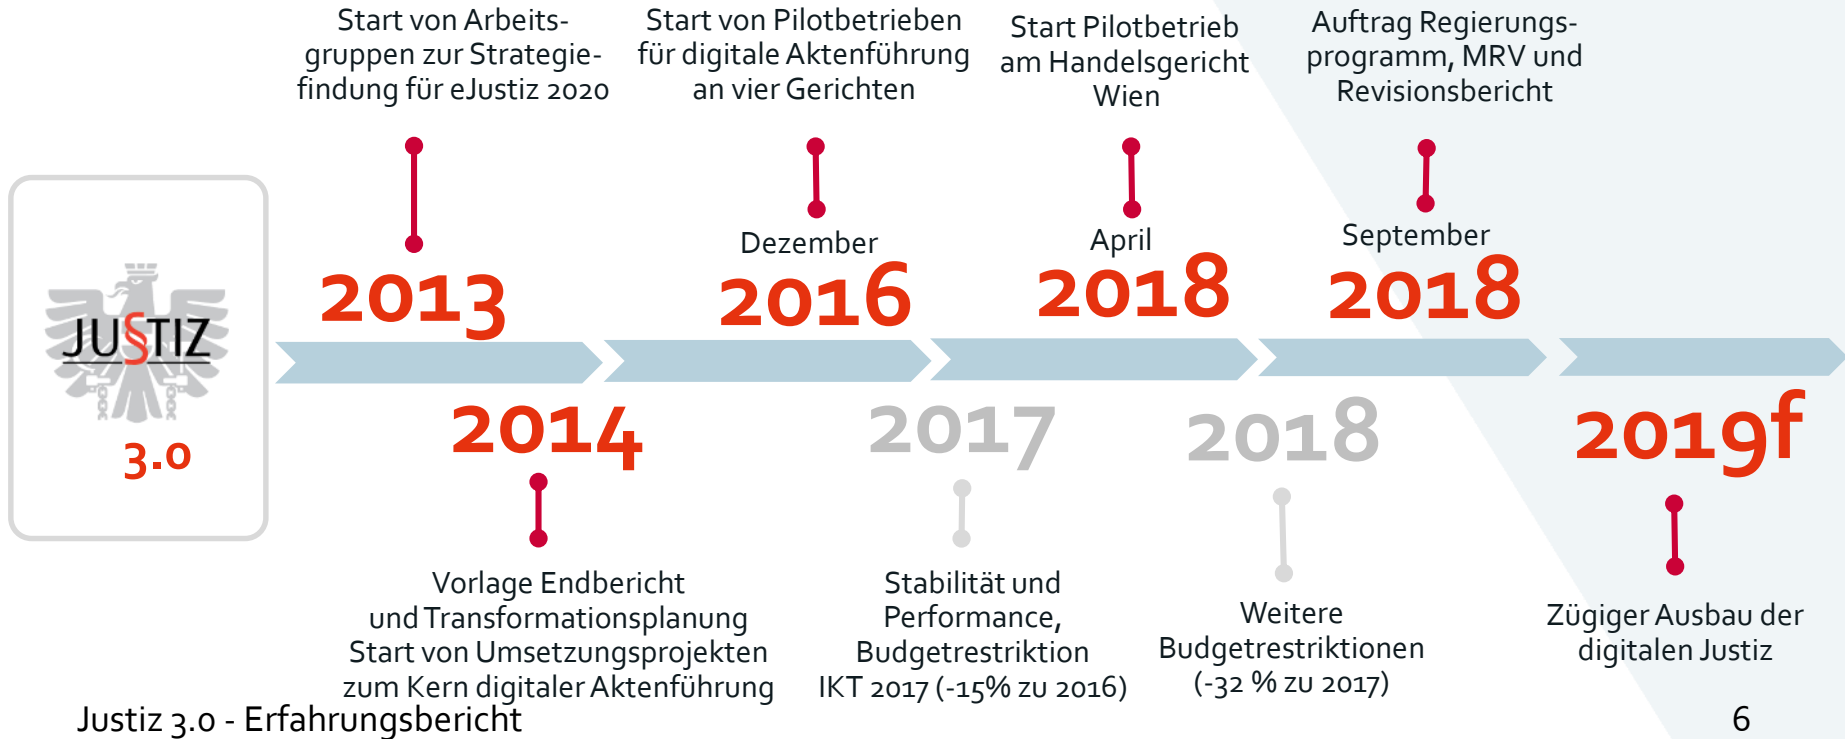 Start von Arbeits-
gruppen zur Strategie-
findung für eJustiz 2020
Start von Pilotbetrieben
für digitale Aktenführung
an vier Gerichten
Start Pilotbetrieb
am Handelsgericht
Wien
Auftrag Regierungs-
programm, MRV und
Revisionsbericht
Dezember
April
September
2013
2016
2018
2018
JU§TIZ
3.0
2014
2017
2018
2019f
Vorlage Endbericht
und Transformationsplanung
Start von Umsetzungsprojekten
zum Kern digitaler Aktenführung
Stabilität und
Performance,
Budgetrestriktion
IKT 2017 (-15% zu 2016)
Weitere
Budgetrestriktionen
(-32 % zu 2017)
Zügiger Ausbau der
digitalen Justiz
Justiz 3.0 - Erfahrungsbericht
6